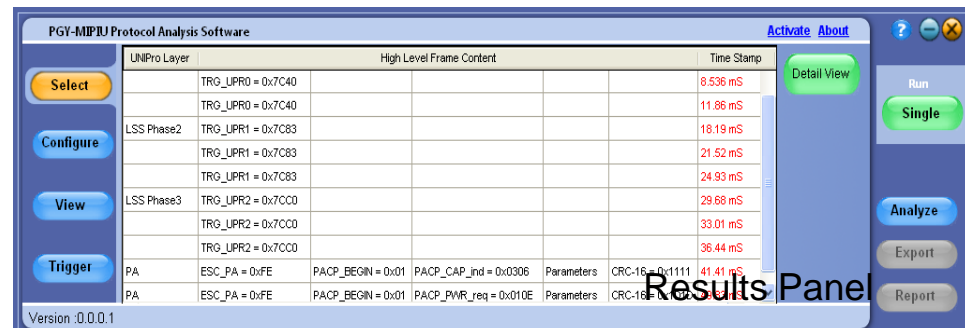 PGY-MIPIU Protocol Analysis Software Activate About ?
UNIPro Layer High Level Frame Content Time Stamp
Detail View
Select TRG_UPR0 = 0x7C40 8.536 mS
Run
TRG_UPR0 = 0x7C40 11.86 mS
Single
LSS Phase2 TRG_UPR1 = 0x7C83 18.19 mS
Configure TRG_UPR1 = 0x7C83 21.52 mS
TRG_UPR1 = 0x7C83 24.93 mS
View LSS Phase3 TRG_UPR2 = 0x7CC0 29.68 mS
Analyze
TRG_UPR2 = 0x7CC0 33.01 mS
TRG_UPR2 = 0x7CC0 36.44 mS
Export
Trigger PA ESC_PA = 0xFE PACP_BEGIN = 0x01 PACP_CAP_ind = 0x0306 Parameters CRC-16 = 0x1111 41.41 mS
Results Panel
PA ESC_PA = 0xFE PACP_BEGIN = 0x01 PACP_PWR_req = 0x010E Parameters CRC-16
Report
Version :0.0.0.1